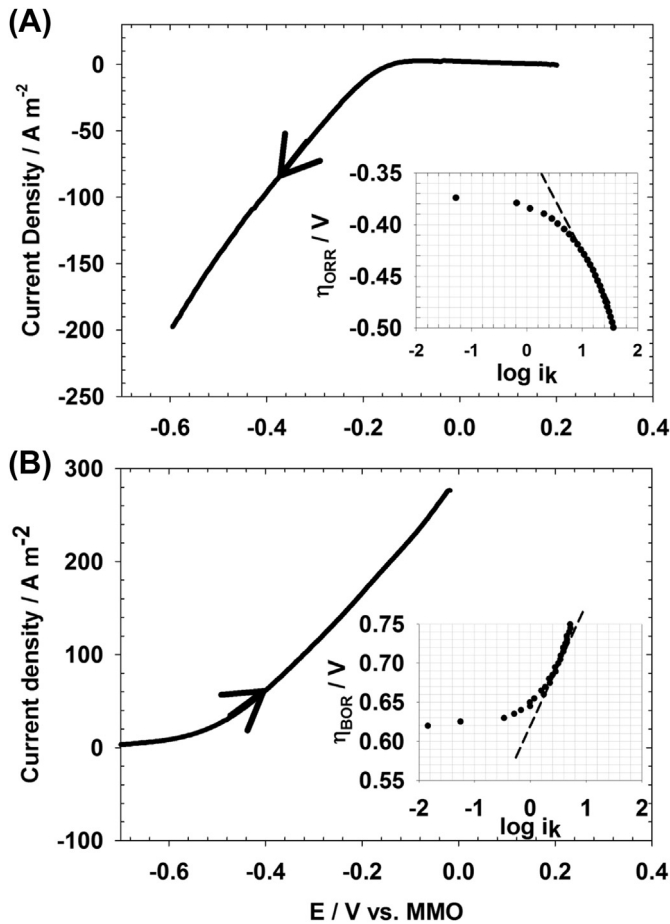 (A)
Current Density / A m-2
0
-50
-100
-150
-200
-250
-0.6 -0.4 -0.2 0.0 0.2 0.4
ηORR / V
-0.35
-0.40
-0.45
-0.50
-2 -1 0 1 2
log ik
(B)
Current density / A m-2
300
200
100
0
-100
-0.6 -0.4 -0.2 0.0 0.2 0.4
E / V vs. MMO
ηBOR / V
0.75
0.70
0.65
0.60
0.55
-2 -1 0 1 2
log ik